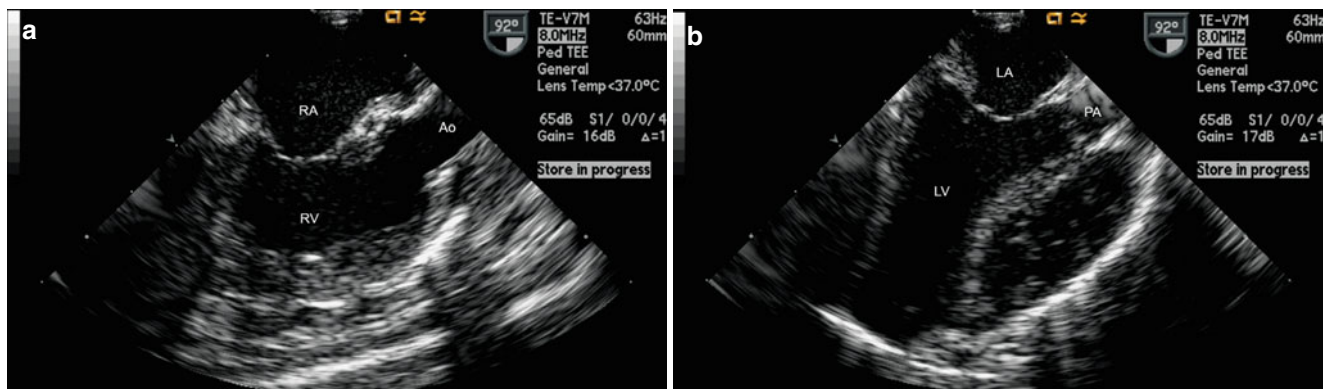 a
92°
TE-V7M 63Hz
8.0MHz 60mm
Ped TEE
General
Lens Temp<37.0°C
65dB S1/ 0/0/4
Gain= 16dB Δ=1
Store in progress
RA
Ao
RV
b
92°
TE-V7M 63Hz
8.0MHz 60mm
Ped TEE
General
Lens Temp<37.0°C
65dB S1/ 0/0/4
Gain= 17dB Δ=1
Store in progress
LA
PA
LV